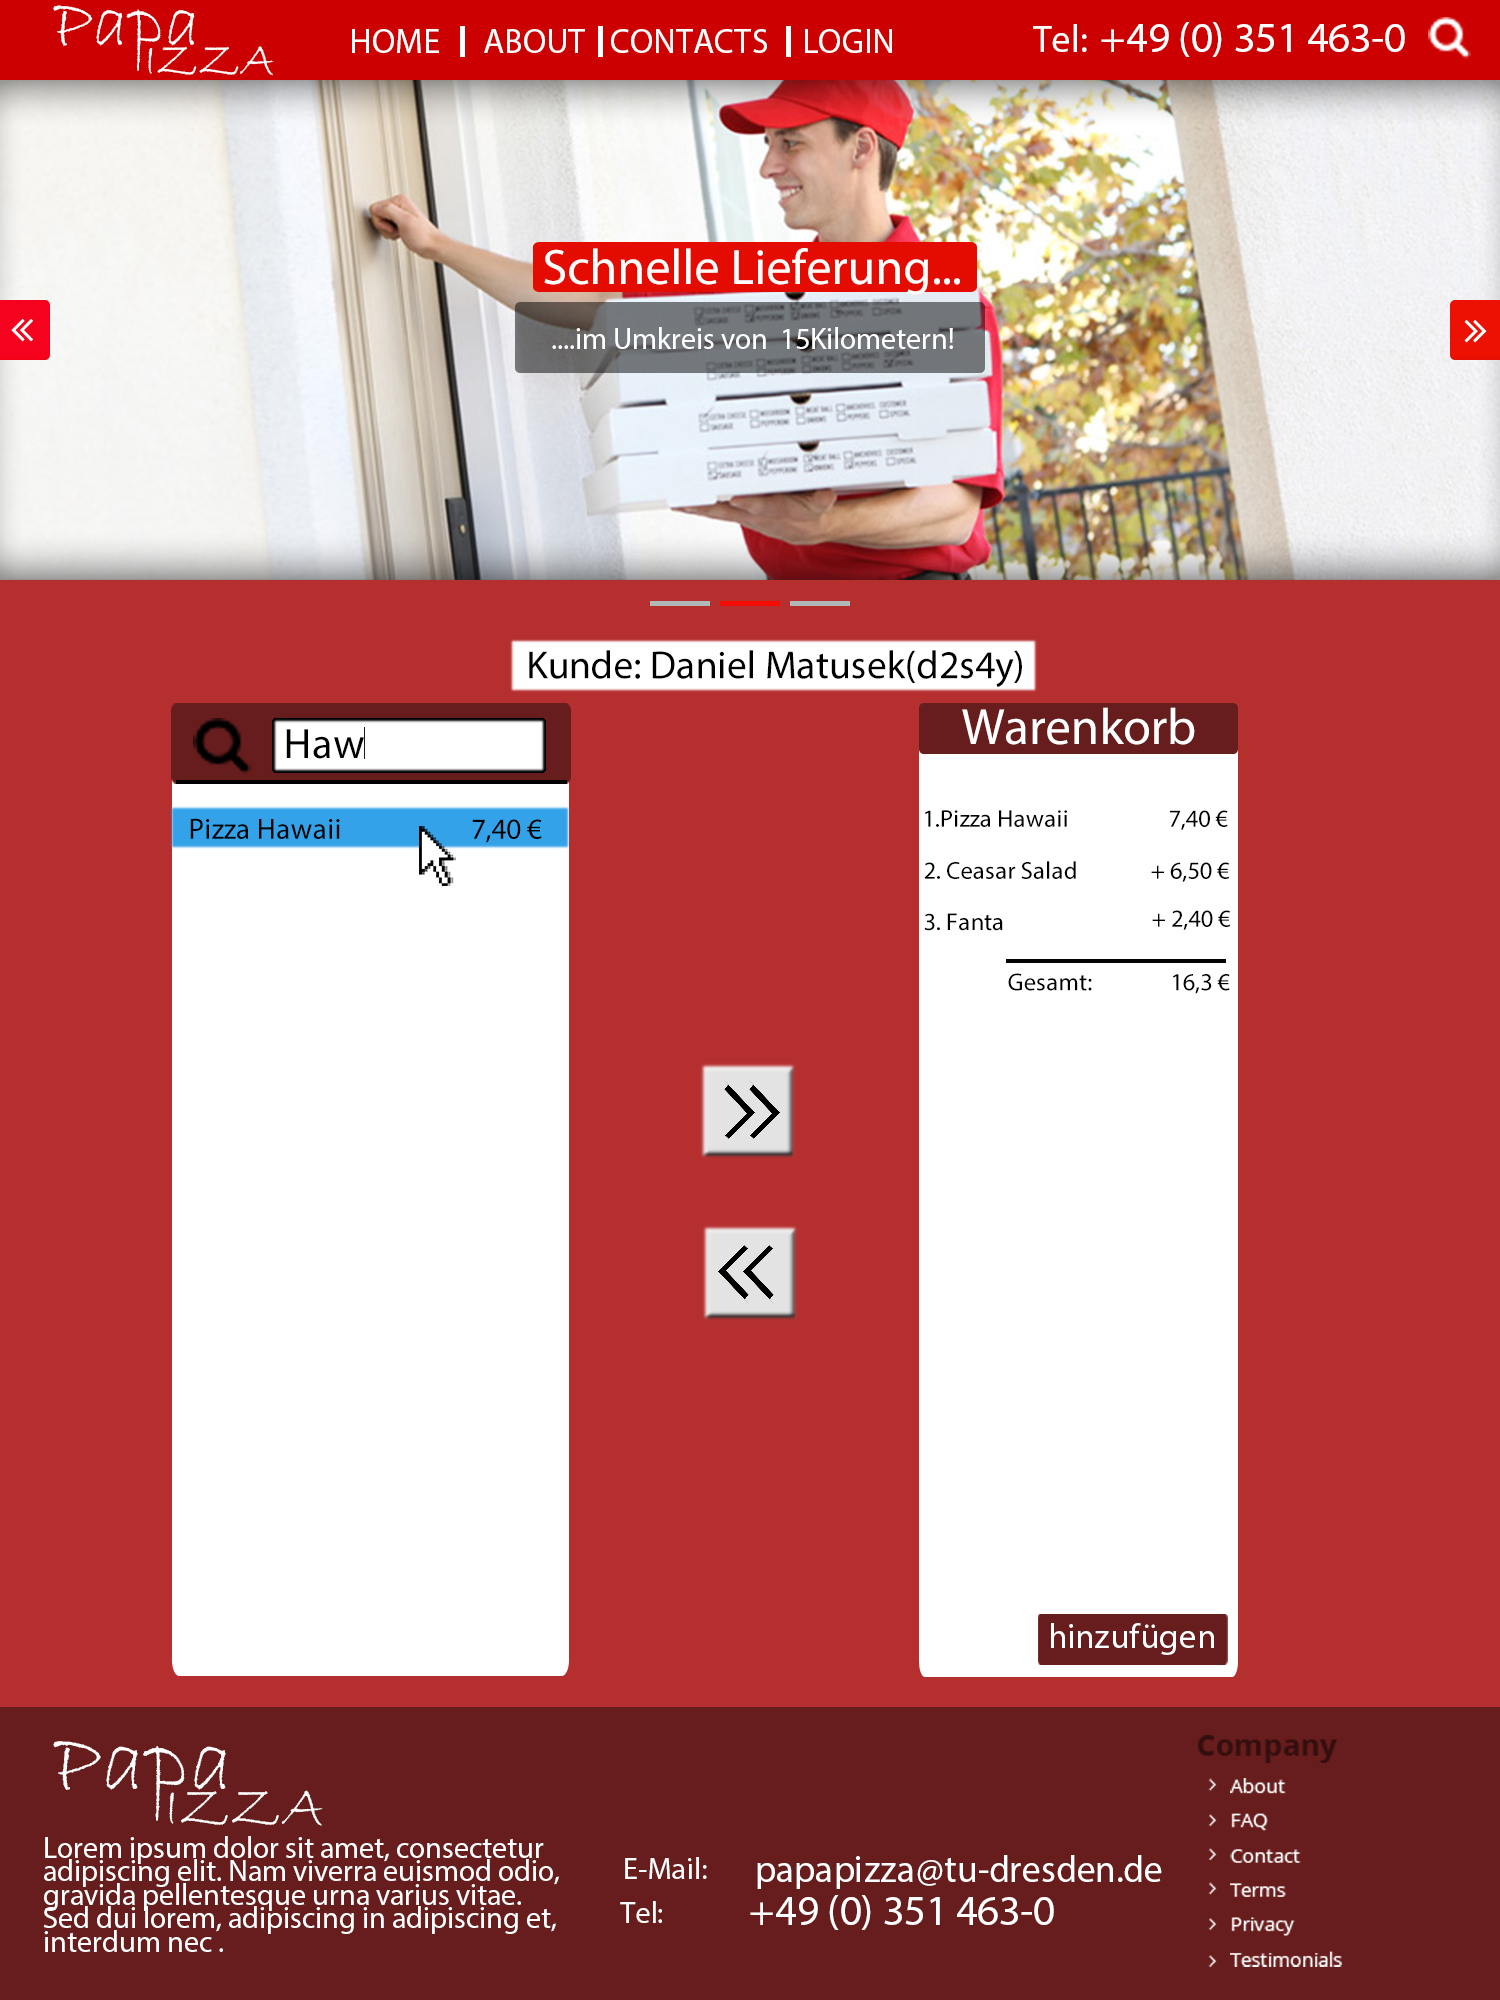 Papa
PIZZA
HOME | ABOUT | CONTACTS | LOGIN
Tel: +49 (0) 351 463-0
Schnelle Lieferung...
....im Umkreis von 15Kilometern!
Kunde: Daniel Matusek(d2s4y)
Haw
Pizza Hawaii 7,40 €
Warenkorb
1.Pizza Hawaii 7,40 €
2. Ceasar Salad + 6,50 €
3. Fanta + 2,40 €
Gesamt: 16,3 €
hinzufügen
Papa
PIZZA
Lorem ipsum dolor sit amet, consectetur
adipiscing elit. Nam viverra euismod odio,
gravida pellentesque urna varius vitae.
Sed dui lorem, adipiscing in adipiscing et,
interdum nec .
E-Mail: papapizza@tu-dresden.de
Tel: +49 (0) 351 463-0
Company
About
FAQ
Contact
Terms
Privacy
Testimonials